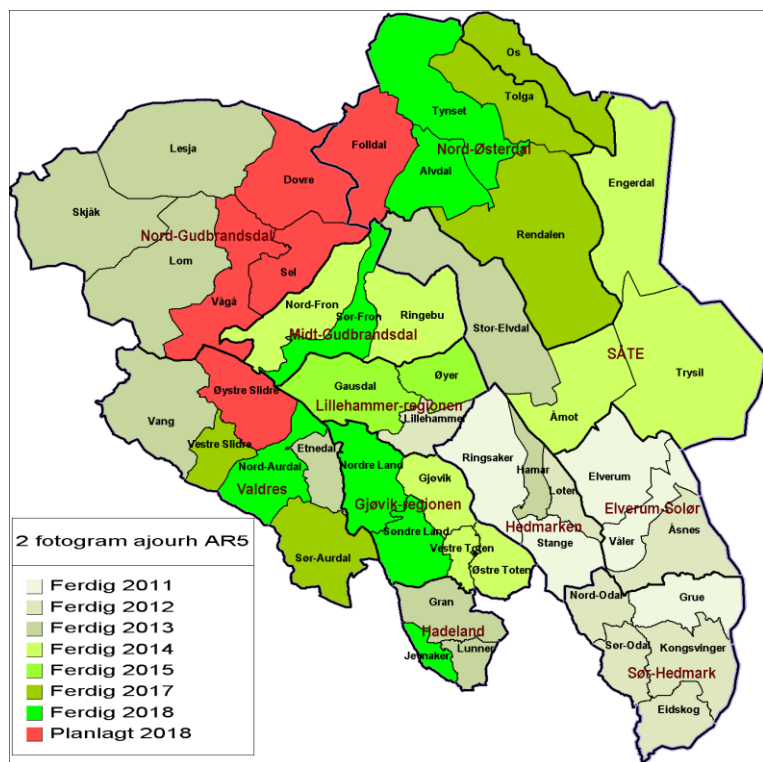 Os
Tolga
Tynset
Folldal
Nord-Østerdal
Lesja
Alvdal
Dovre
Engerdal
Skjåk
Nord-Gudbrandsdal
Rendalen
Lom
Sel
Vågå
Nord-Fron
Sør-Fron
Ringebu
Midt-Gudbrandsdal
Stor-Elvdal
SÅTE
Trysil
Øystre Slidre
Gausdal
Øyer
Lillehammer-regionen
Lillehammer
Åmot
Vang
Vestre Slidre
Etnedal
Nord-Aurdal
Nordre Land
Gjøvik
Ringsaker
Hamar
Elverum
Valdres
Gjøvik-regionen
Løten
Hedmarken
Elverum-Solør
Åsnes
Søndre Land
Vestre Toten
Stange
Våler
Sør-Aurdal
Østre Toten
Nord-Odal
Grue
Gran
Hadeland
Lunner
Jevnaker
Sør-Odal
Kongsvinger
Sør-Hedmark
Eidskog
2 fotogram ajourh AR5
Ferdig 2011
Ferdig 2012
Ferdig 2013
Ferdig 2014
Ferdig 2015
Ferdig 2017
Ferdig 2018
Planlagt 2018